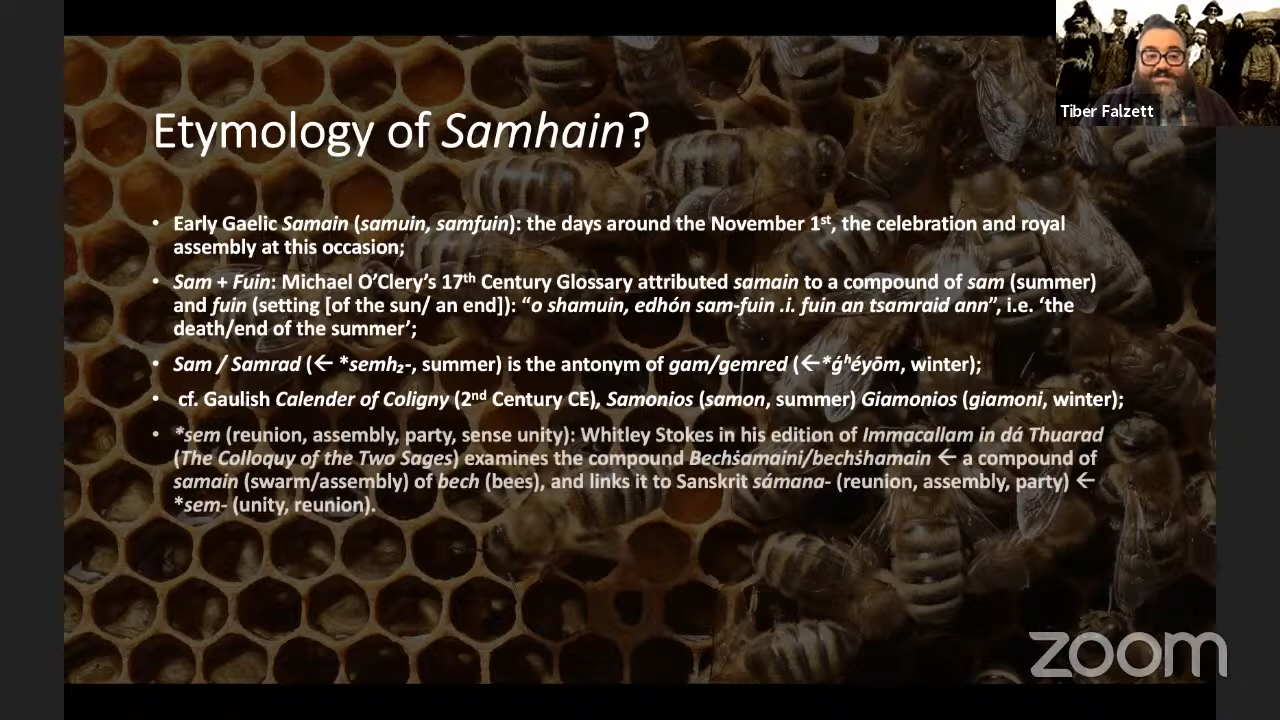 Tiber Falzett
Etymology of Samhain?
• Early Gaelic Samain (samuin, samfuin): the days around the November 1st, the celebration and royal
assembly at this occasion;
• Sam + Fuin: Michael O’Clery’s 17th Century Glossary attributed samain to a compound of sam (summer)
and fuin (setting [of the sun/ an end]): “o shamuin, edhón sam-fuin .i. fuin an tsamraid ann”, i.e. ‘the
death/end of the summer’;
• Sam / Samrad (← *semh₂-, summer) is the antonym of gam/gemred (←*ǵʰéyōm, winter);
• cf. Gaulish Calender of Coligny (2nd Century CE), Samonios (samon, summer) Giamonios (giamoni, winter);
• *sem (reunion, assembly, party, sense unity): Whitley Stokes in his edition of Immacallam in dá Thuarad
(The Colloquy of the Two Sages) examines the compound Bechṡamaini/bechṡhamain ← a compound of
samain (swarm/assembly) of bech (bees), and links it to Sanskrit sámana- (reunion, assembly, party) ←
*sem- (unity, reunion).
zoom